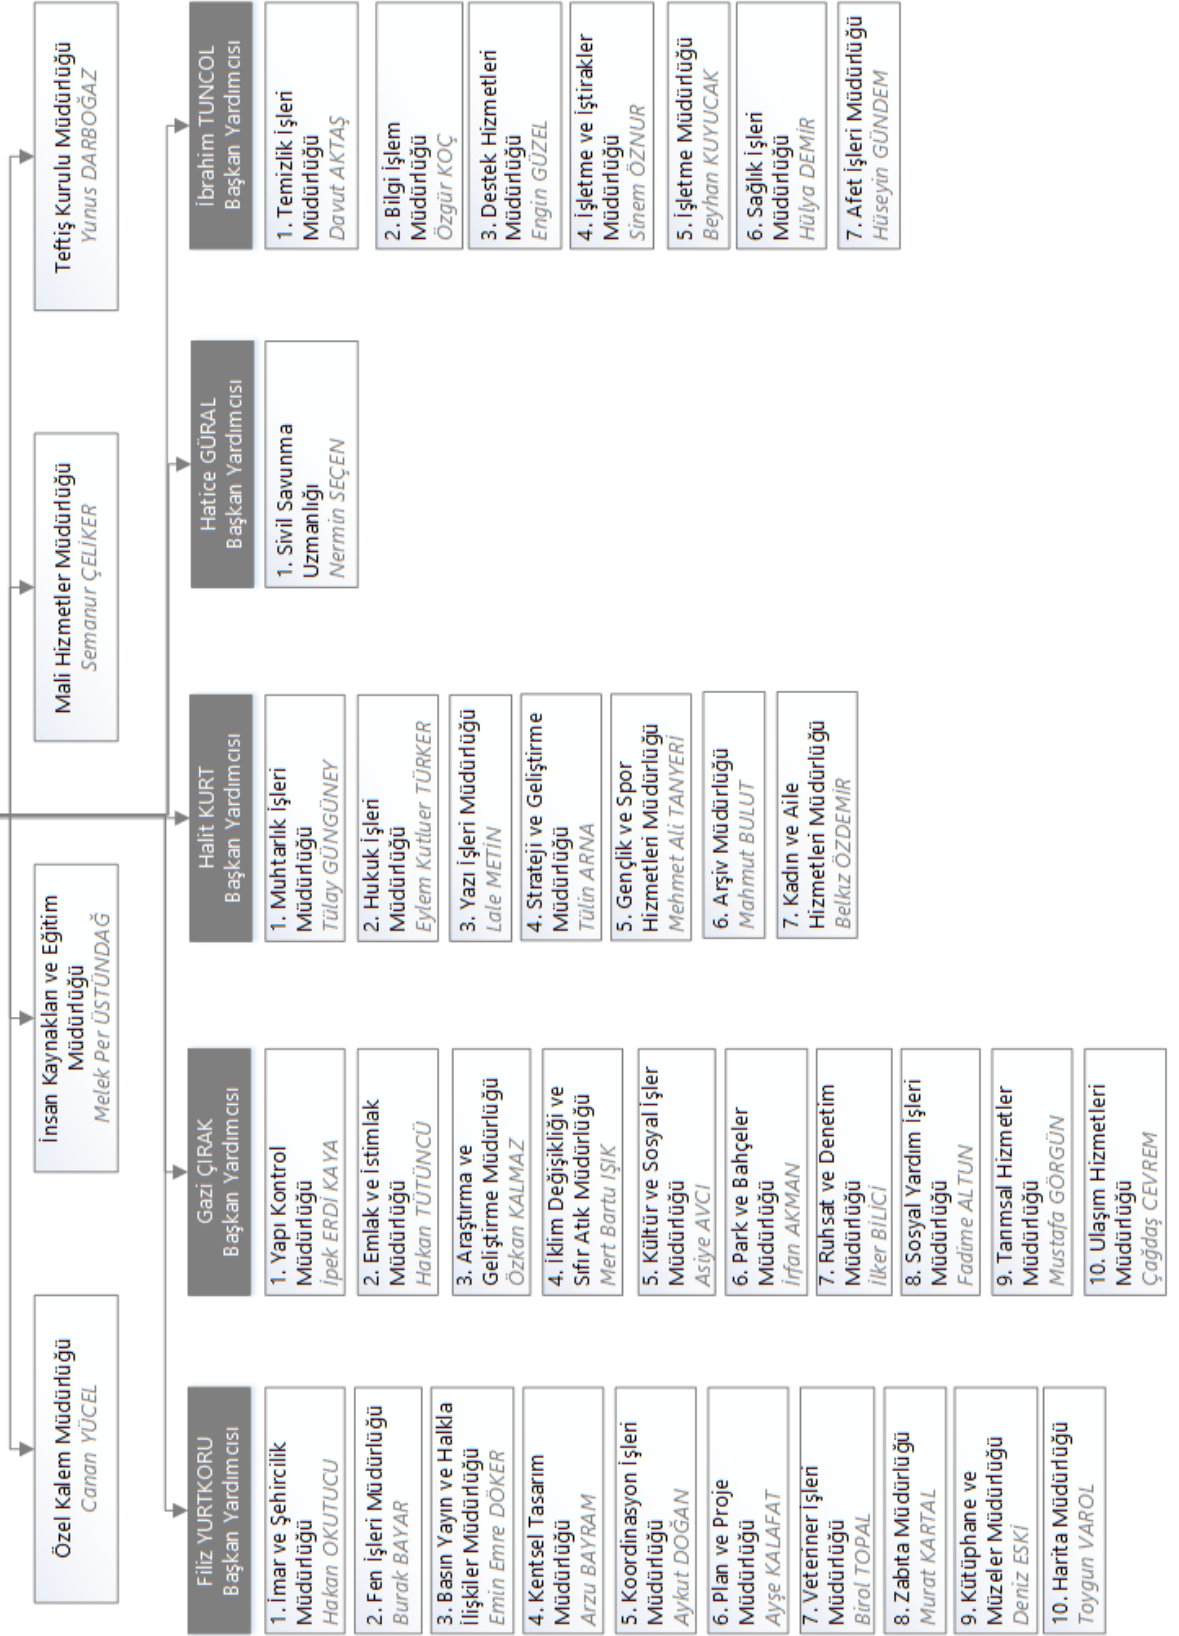 Özel Kalem Müdürlüğü
Canan YÜCEL
İnsan Kaynakları ve Eğitim
Müdürlüğü
Melek Per ÜSTÜNDAĞ
Mali Hizmetler Müdürlüğü
Semanur ÇELİKER
Teftiş Kurulu Müdürlüğü
Yunus DARBOĞAZ
Filiz YURTKORU
Başkan Yardımcısı
1. İmar ve Şehircilik
Müdürlüğü
Hakan OKUTUCU
2. Fen İşleri Müdürlüğü
Burak BAYAR
3. Basın Yayın ve Halkla
İlişkiler Müdürlüğü
Emin Emre DÖKER
4. Kentsel Tasarım
Müdürlüğü
Arzu BAYRAM
5. Koordinasyon İşleri
Müdürlüğü
Aykut DOĞAN
6. Plan ve Proje
Müdürlüğü
Ayşe KALAFAT
7. Veteriner İşleri
Müdürlüğü
Birol TOPAL
8. Zabıta Müdürlüğü
Murat KARTAL
9. Kütüphane ve
Müzeler Müdürlüğü
Deniz ESKİ
10. Harita Müdürlüğü
Toygun VAROL
Gazi ÇIRAK
Başkan Yardımcısı
1. Yapı Kontrol
Müdürlüğü
İpek ERDİ KAYA
2. Emlak ve İstimlak
Müdürlüğü
Hakan TÜTÜNCÜ
3. Araştırma ve
Geliştirme Müdürlüğü
Özkan KALMAZ
4. İklim Değişikliği ve
Sıfır Atık Müdürlüğü
Mert Bartu IŞIK
5. Kültür ve Sosyal İşler
Müdürlüğü
Asiye AVCI
6. Park ve Bahçeler
Müdürlüğü
İrfan AKMAN
7. Ruhsat ve Denetim
Müdürlüğü
İlker BİLİCİ
8. Sosyal Yardım İşleri
Müdürlüğü
Fadime ALTUN
9. Tarımsal Hizmetler
Müdürlüğü
Mustafa GÖRGÜN
10. Ulaşım Hizmetleri
Müdürlüğü
Çağdaş CEVREM
Halit KURT
Başkan Yardımcısı
1. Muhtarlık İşleri
Müdürlüğü
Tülay GÜNGÜNEY
2. Hukuk İşleri
Müdürlüğü
Eylem Kutluer TÜRKER
3. Yazı İşleri Müdürlüğü
Lale METİN
4. Strateji ve Geliştirme
Müdürlüğü
Tülin ARNA
5. Gençlik ve Spor
Hizmetleri Müdürlüğü
Mehmet Ali TANYERİ
6. Arşiv Müdürlüğü
Mahmut BULUT
7. Kadın ve Aile
Hizmetleri Müdürlüğü
Belkız ÖZDEMİR
Hatice GÜRAL
Başkan Yardımcısı
1. Sivil Savunma
Uzmanlığı
Nermin SEÇEN
İbrahim TUNCOL
Başkan Yardımcısı
1. Temizlik İşleri
Müdürlüğü
Davut AKTAŞ
2. Bilgi İşlem
Müdürlüğü
Özgür KOÇ
3. Destek Hizmetleri
Müdürlüğü
Engin GÜZEL
4. İşletme ve İştirakler
Müdürlüğü
Sinem ÖZNUR
5. İşletme Müdürlüğü
Beyhan KUYUCAK
6. Sağlık İşleri
Müdürlüğü
Hülya DEMİR
7. Afet İşleri Müdürlüğü
Hüseyin GÜNDEM